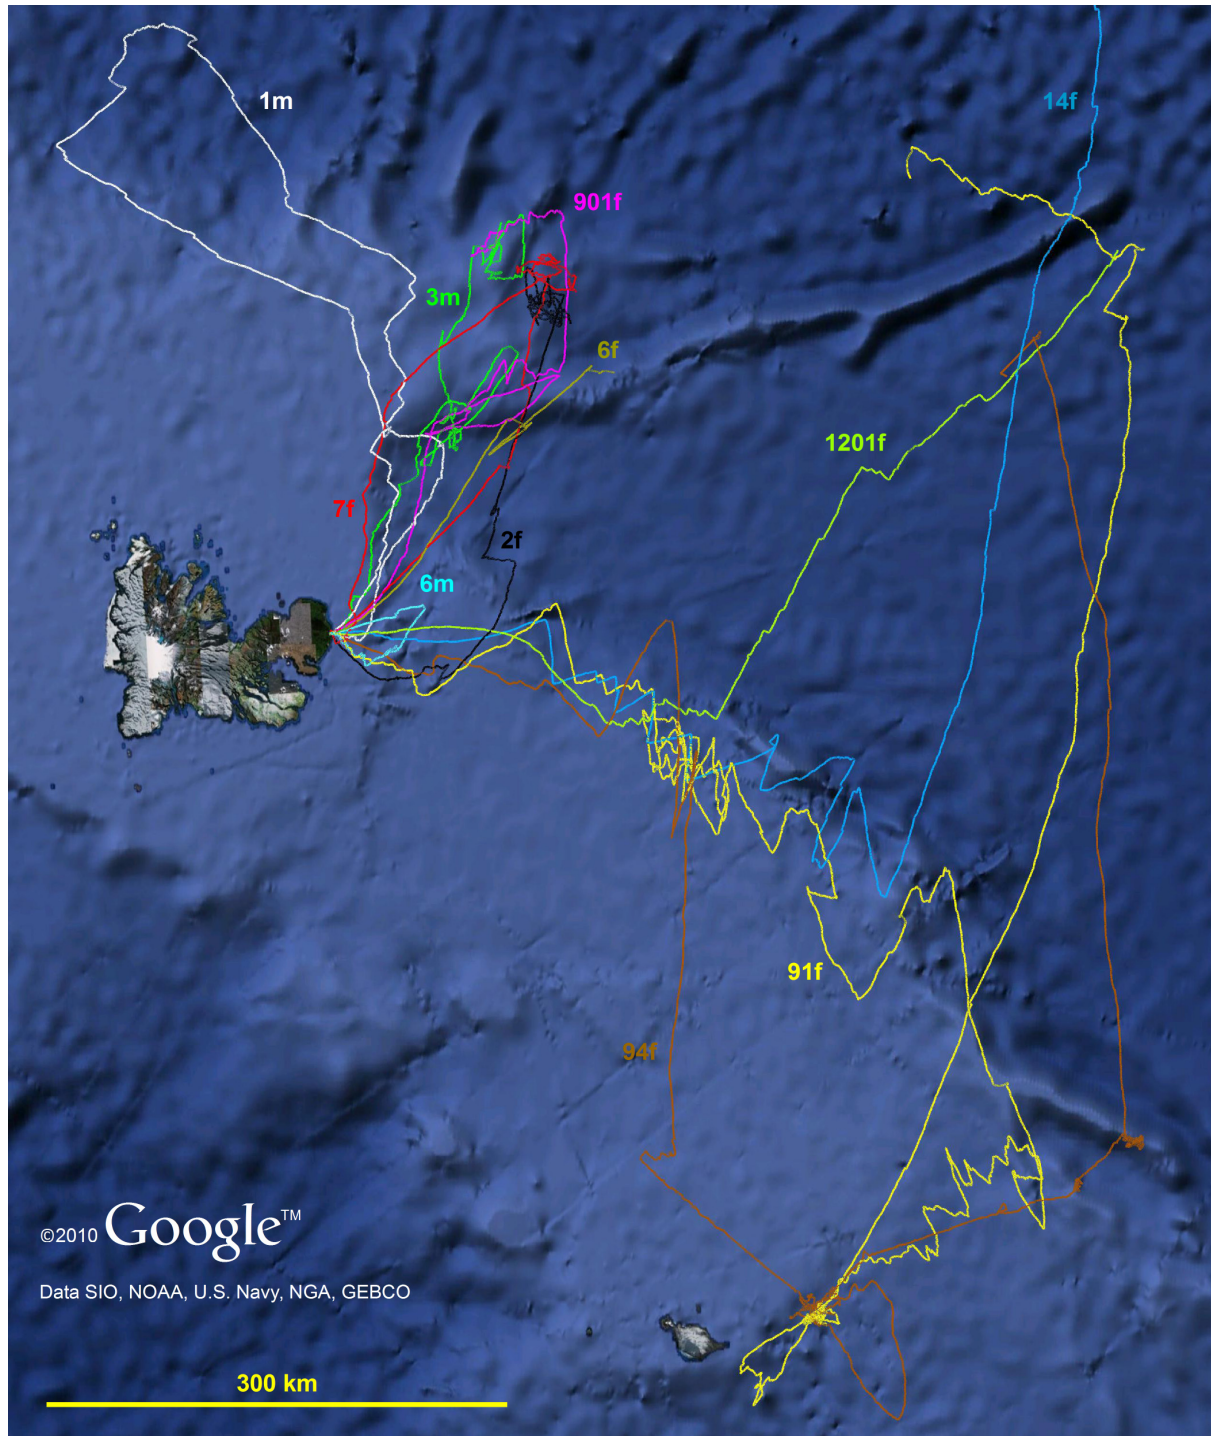 1m
14f
901f
3m
6f
1201f
7f
2f
6m
91f
94f
©2010 Google™
Data SIO, NOAA, U.S. Navy, NGA, GEBCO
300 km